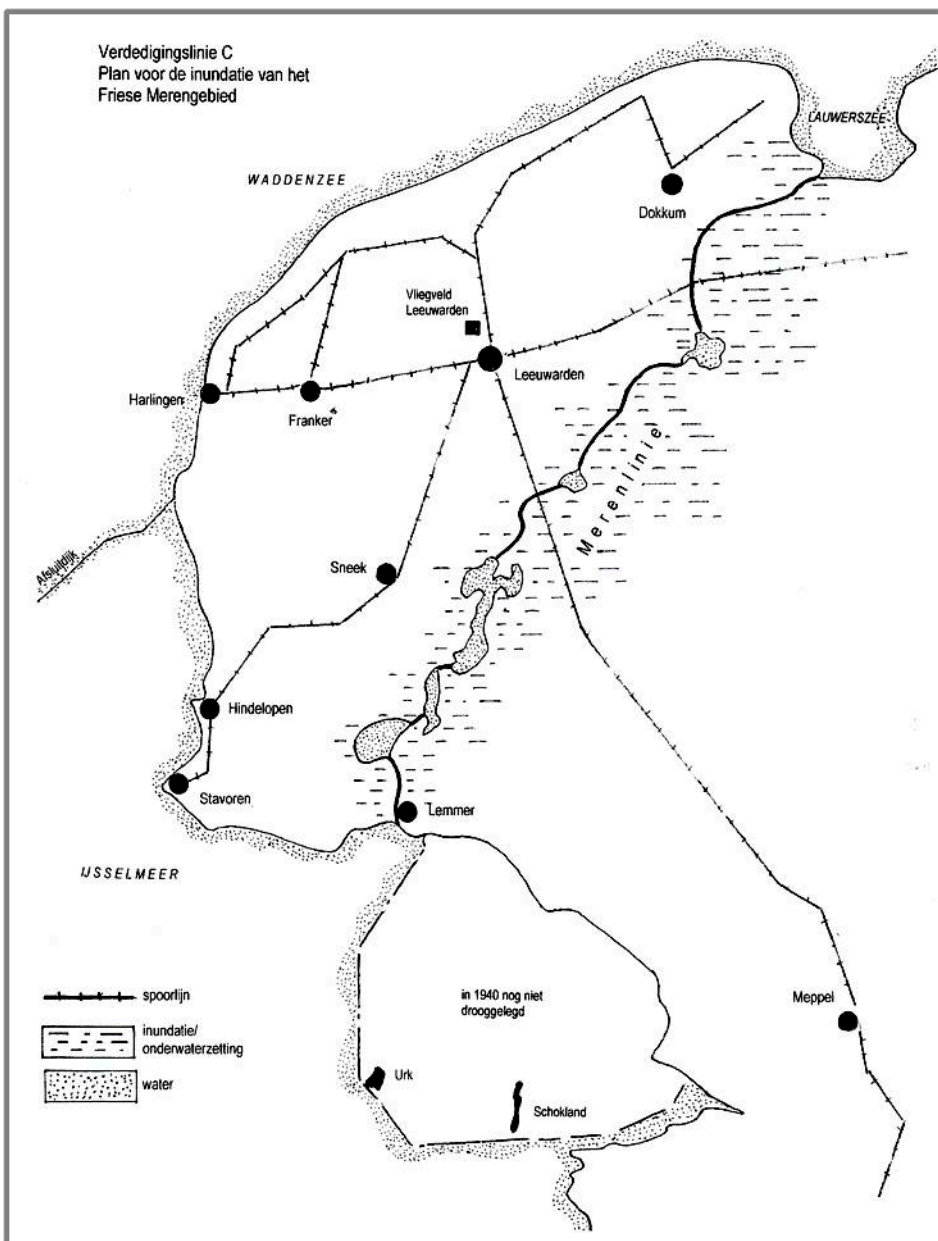 Verdedigingslinie C
Plan voor de inundatie van het
Friese Merengebied
LAUWERSZEE
WADDENZEE
Dokkum
Vliegveld
Leeuwarden
Leeuwarden
Harlingen
Franker
Merenlinie
Afsluitdijk
Sneek
Hindelopen
Stavoren
Lemmer
IJSSELMEER
spoorlijn
in 1940 nog niet
drooggelegd
Meppel
inundatie/
onderwaterzetting
water
Urk
Schokland